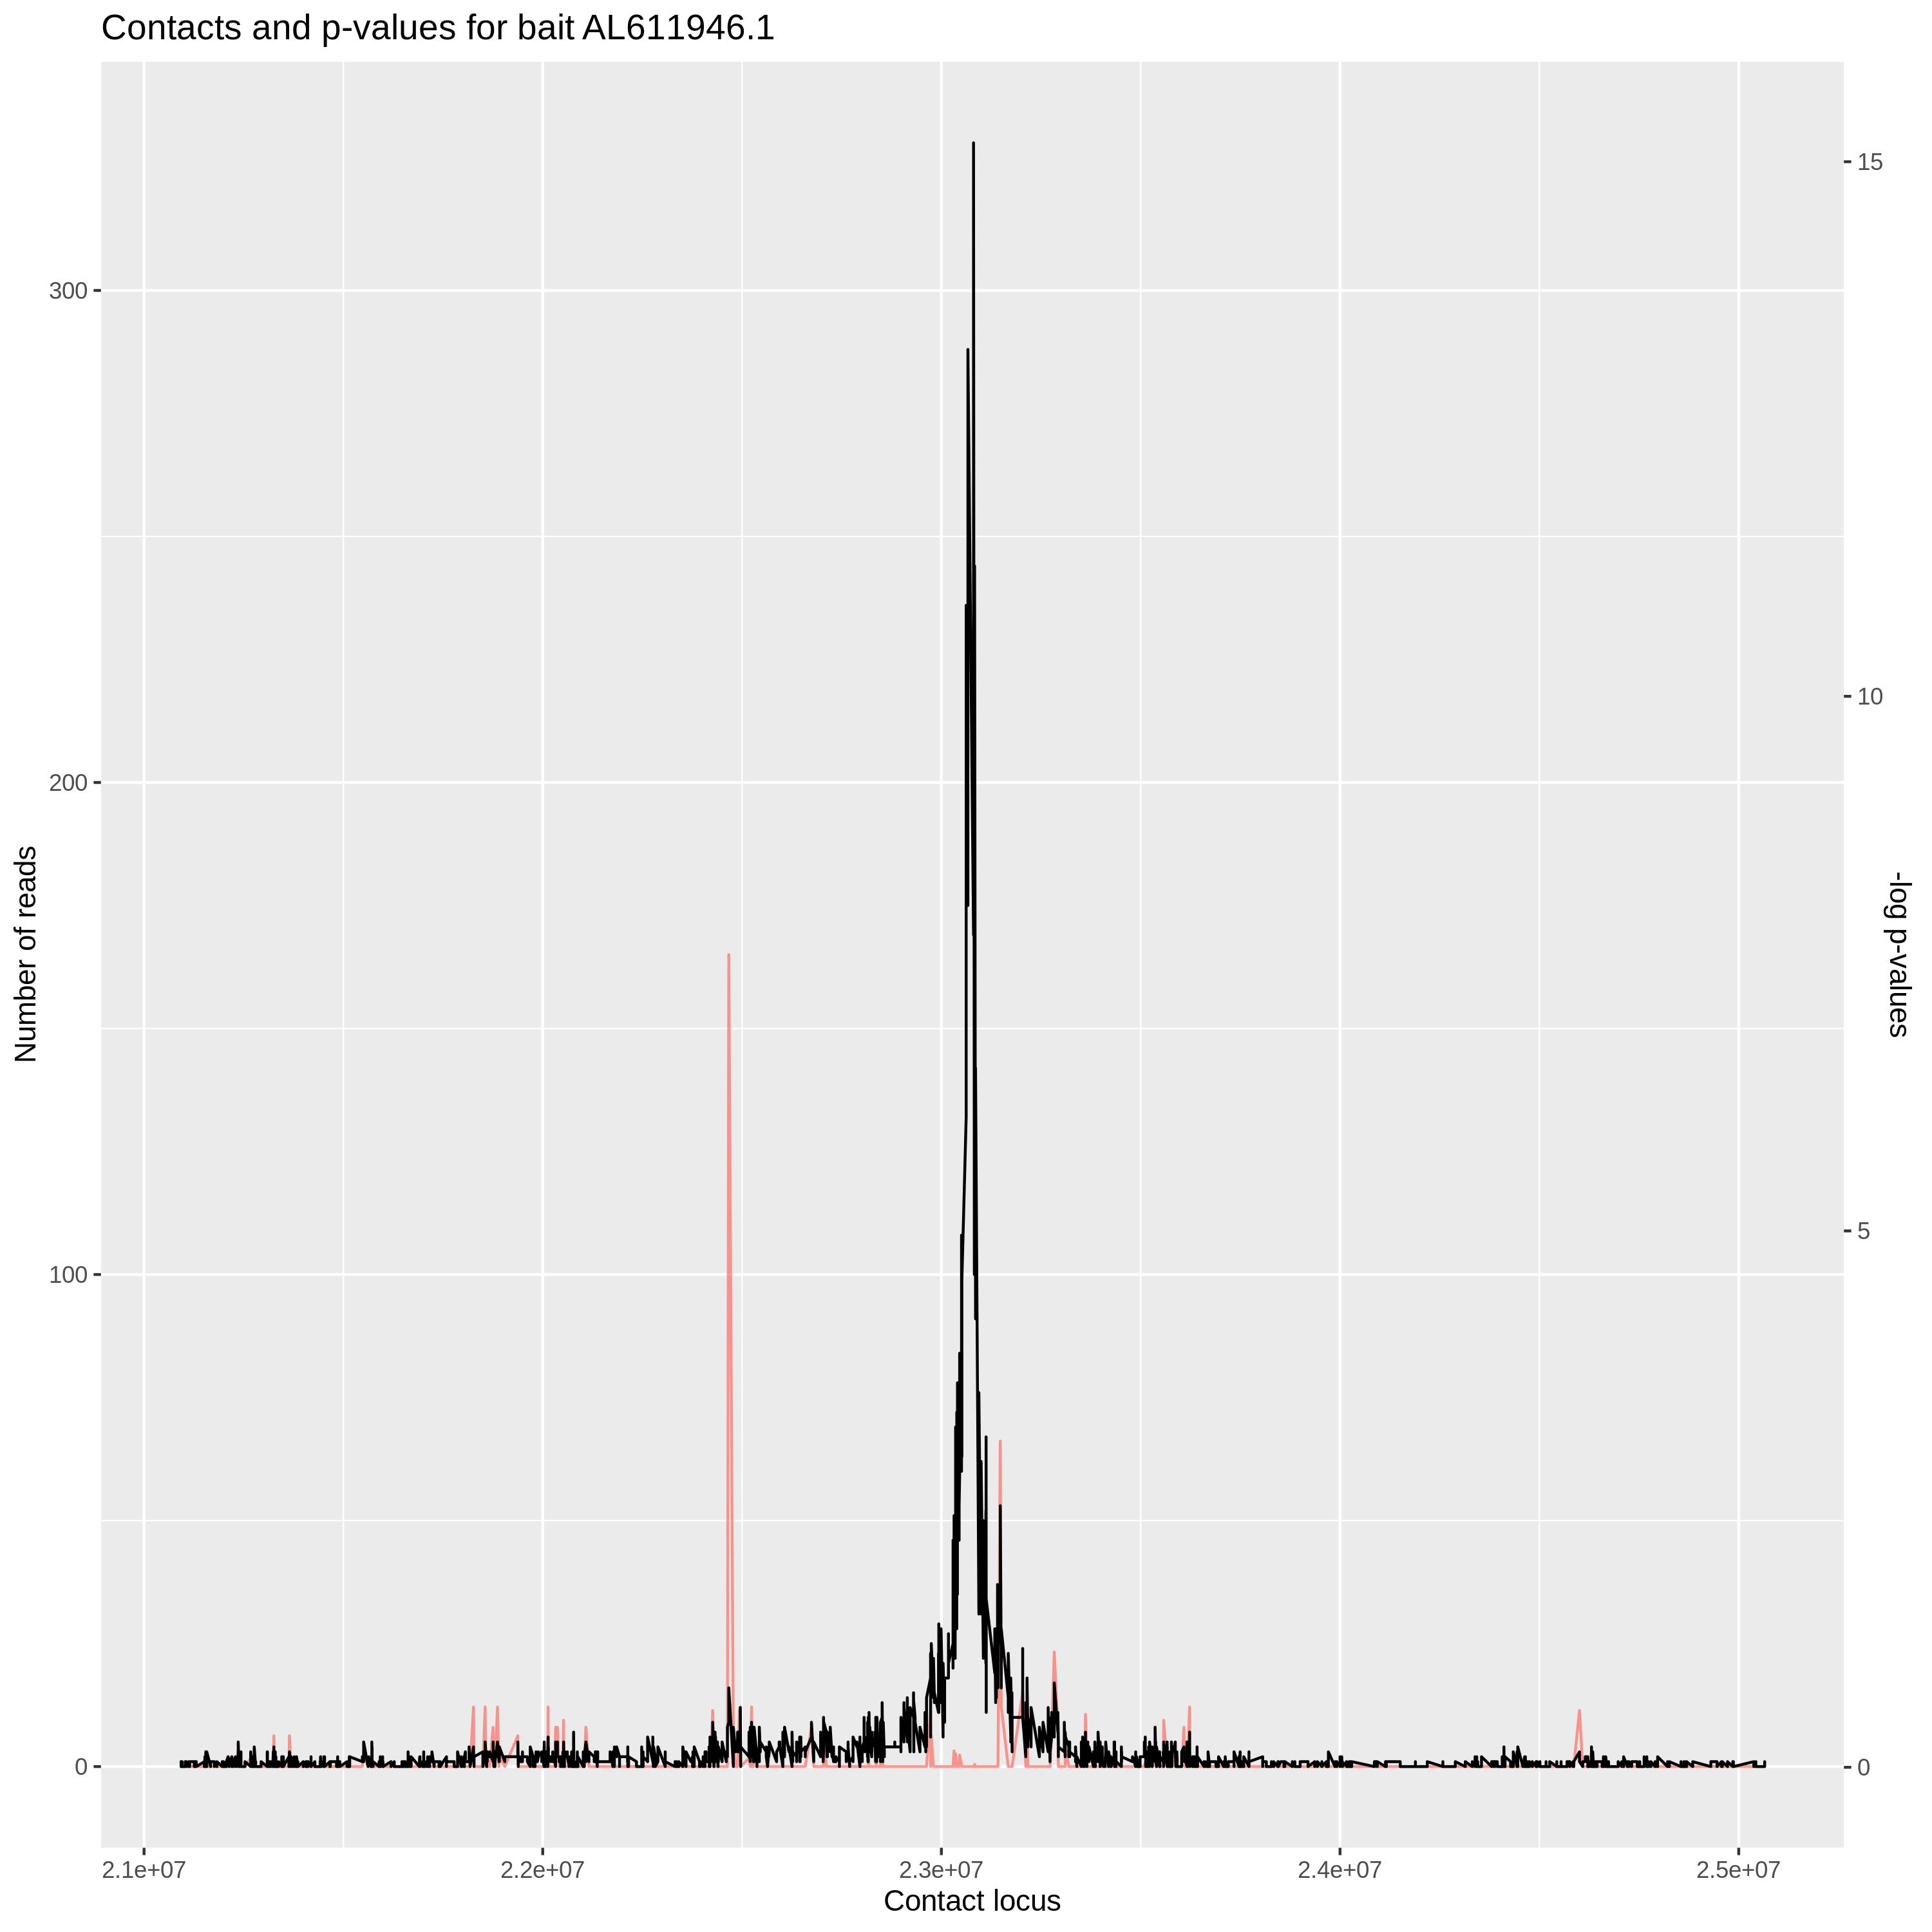 Contacts and p-values for bait AL611946.1
300
200
100
0
Number of reads
15
10
5
0
-log p-values
2.1e+07
2.2e+07
2.3e+07
2.4e+07
2.5e+07
Contact locus